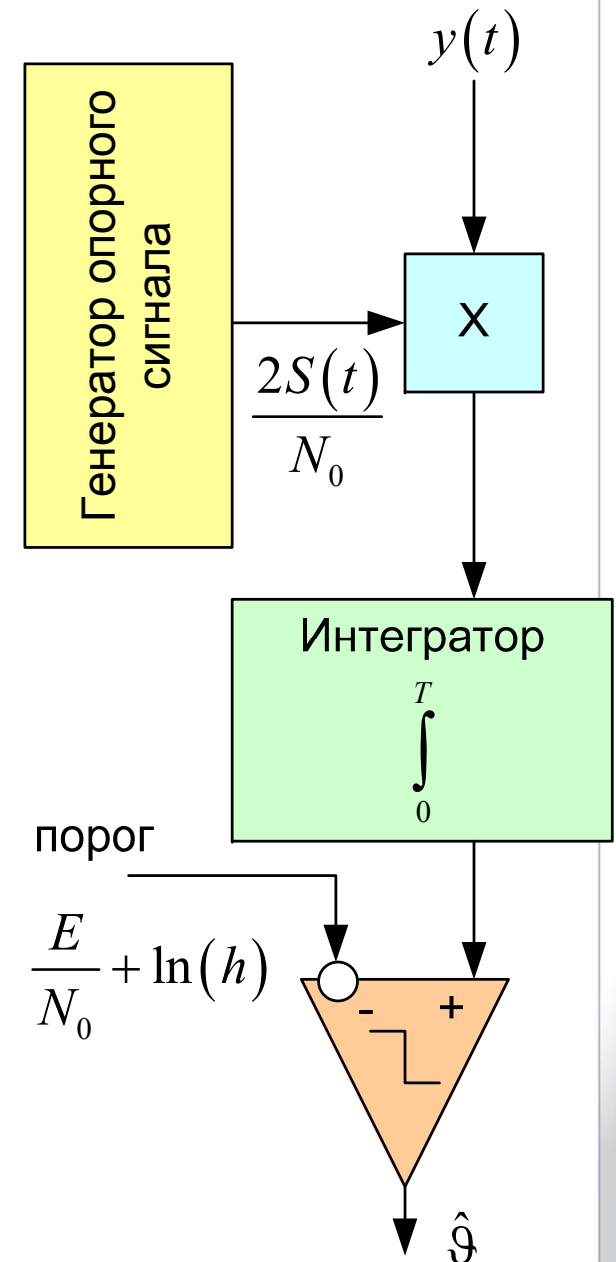 y(t)
Генератор опорного
сигнала
X
2S(t)
N₀
Интегратор
T
∫
0
порог
E/N₀ + ln(h)
- +
ϑ̂